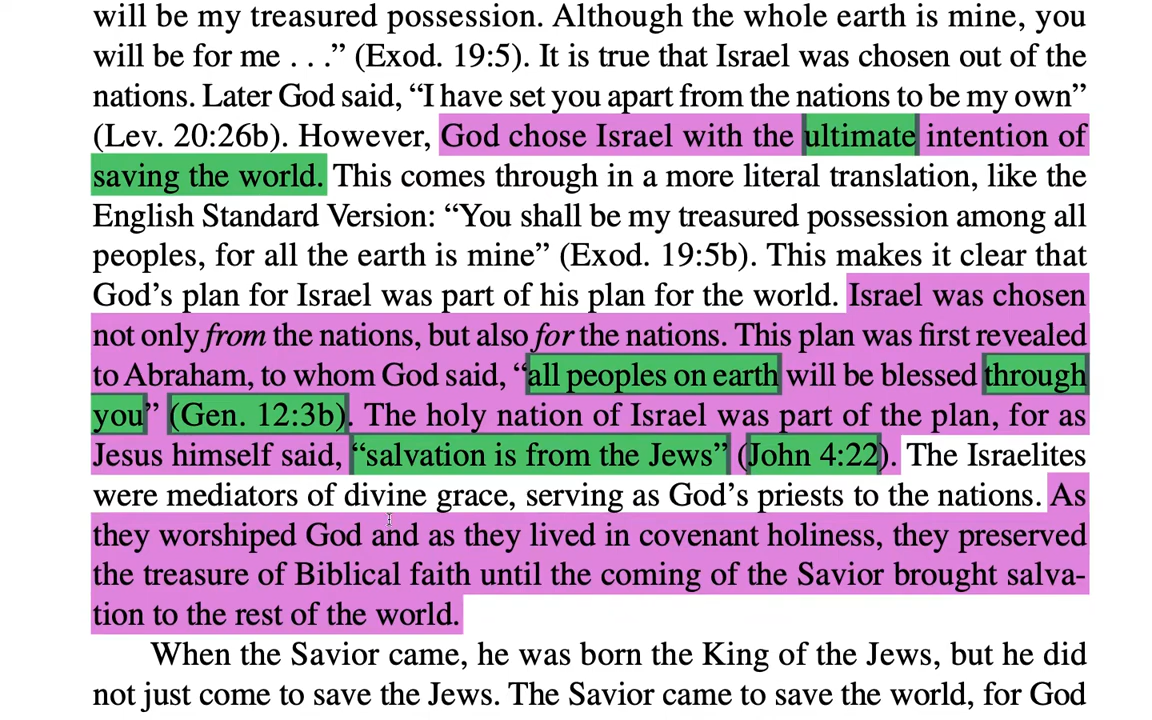 will be my treasured possession. Although the whole earth is mine, you
will be for me . . .” (Exod. 19:5). It is true that Israel was chosen out of the
nations. Later God said, “I have set you apart from the nations to be my own”
(Lev. 20:26b). However, God chose Israel with the ultimate intention of
saving the world. This comes through in a more literal translation, like the
English Standard Version: “You shall be my treasured possession among all
peoples, for all the earth is mine” (Exod. 19:5b). This makes it clear that
God’s plan for Israel was part of his plan for the world. Israel was chosen
not only from the nations, but also for the nations. This plan was first revealed
to Abraham, to whom God said, “all peoples on earth will be blessed through
you” (Gen. 12:3b). The holy nation of Israel was part of the plan, for as
Jesus himself said, “salvation is from the Jews” (John 4:22). The Israelites
were mediators of divine grace, serving as God’s priests to the nations. As
they worshiped God and as they lived in covenant holiness, they preserved
the treasure of Biblical faith until the coming of the Savior brought salva-
tion to the rest of the world.
When the Savior came, he was born the King of the Jews, but he did
not just come to save the Jews. The Savior came to save the world, for God